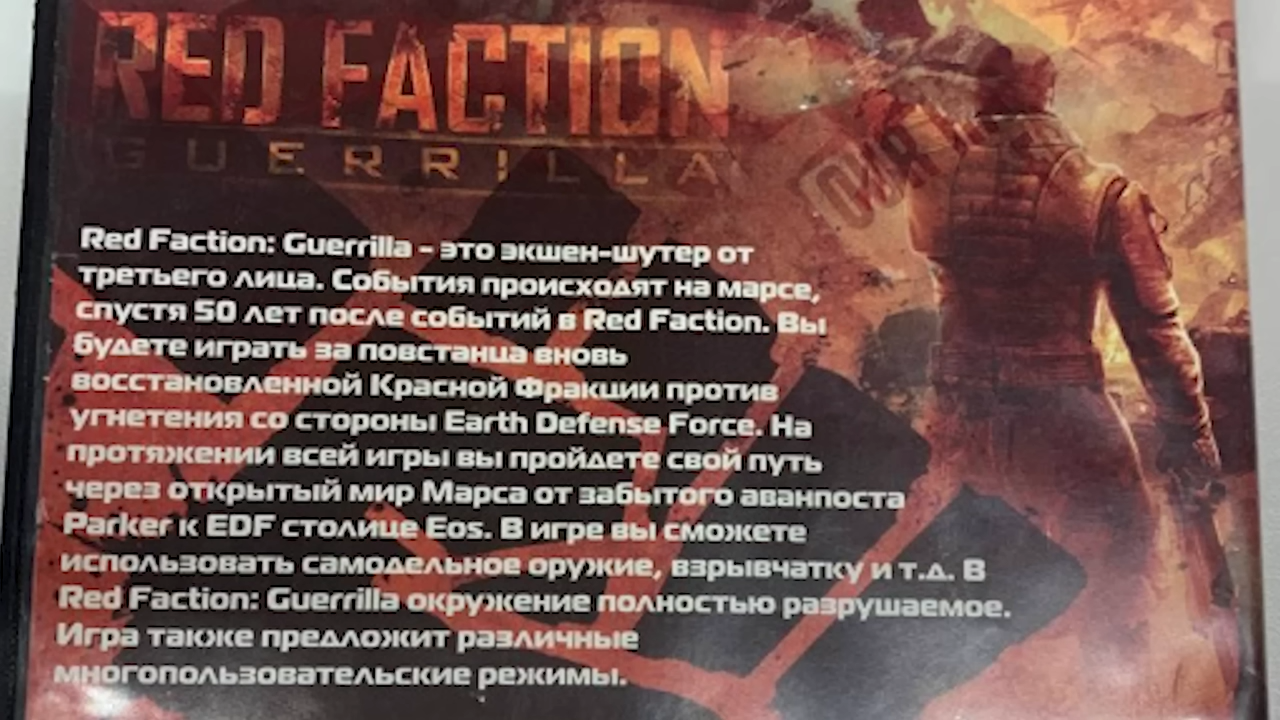 RED FACTION
GUERRILLA
Red Faction: Guerrilla - это экшен-шутер от
третьего лица. События происходят на марсе,
спустя 50 лет после событий в Red Faction. Вы
будете играть за повстанца вновь
восстановленной Красной Фракции против
угнетения со стороны Earth Defense Force. На
протяжении всей игры вы пройдете свой путь
через открытый мир Марса от забытого аванпоста
Parker к EDF столице Eos. В игре вы сможете
использовать самодельное оружие, взрывчатку и т.д. В
Red Faction: Guerrilla окружение полностью разрушаемое.
Игра также предложит различные
многопользовательские режимы.